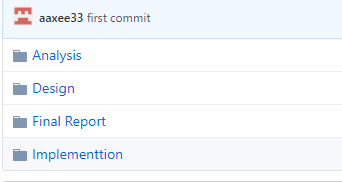 aaxee33 first commit
Analysis
Design
Final Report
Implementtion